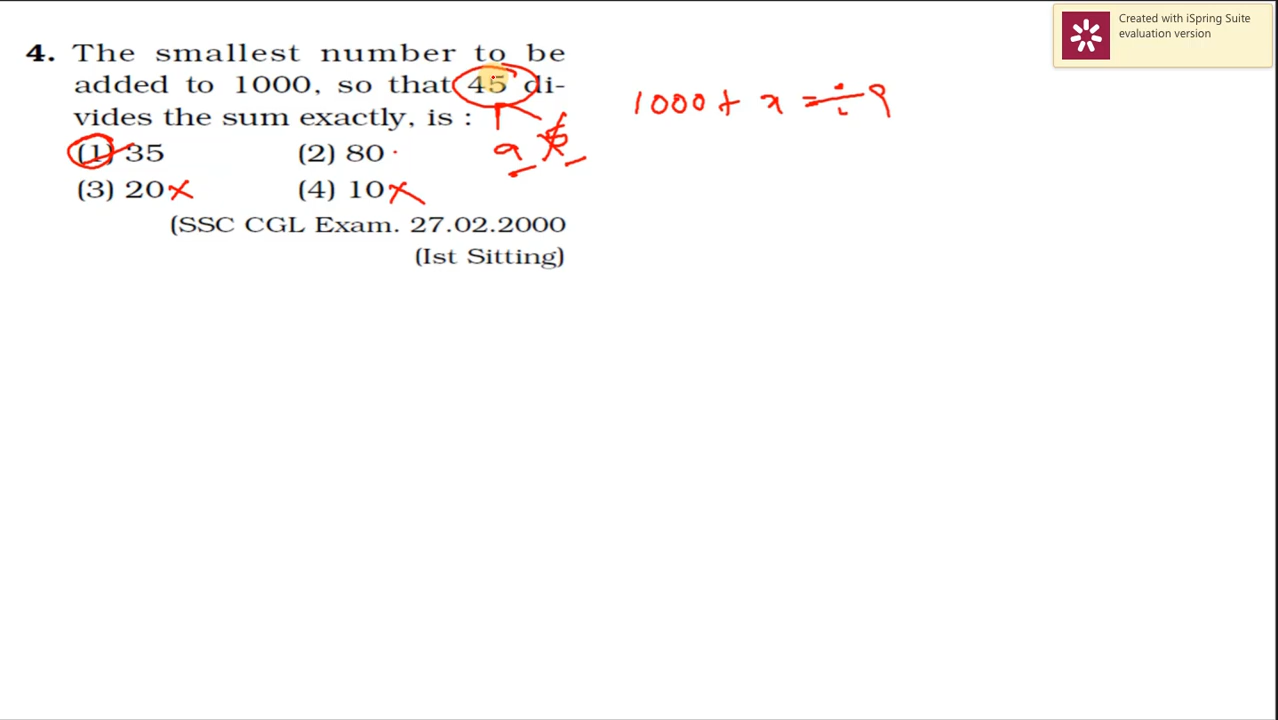 Created with iSpring Suite
evaluation version
4. The smallest number to be
added to 1000, so that 45 di-
vides the sum exactly, is :
(1) 35 (2) 80
(3) 20 (4) 10
(SSC CGL Exam. 27.02.2000
(Ist Sitting)
1000 + x = ÷ 9
9